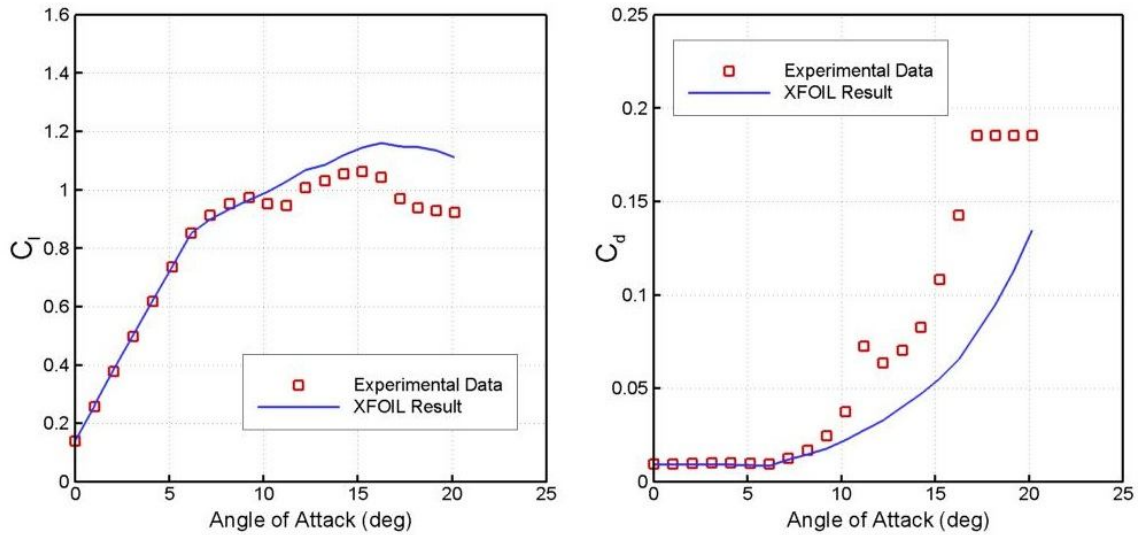 1.6
1.4
1.2
1
0.8
0.6
0.4
0.2
0
C_l
Experimental Data
XFOIL Result
0 5 10 15 20 25
Angle of Attack (deg)
0.25
0.2
0.15
0.1
0.05
0
C_d
Experimental Data
XFOIL Result
0 5 10 15 20 25
Angle of Attack (deg)